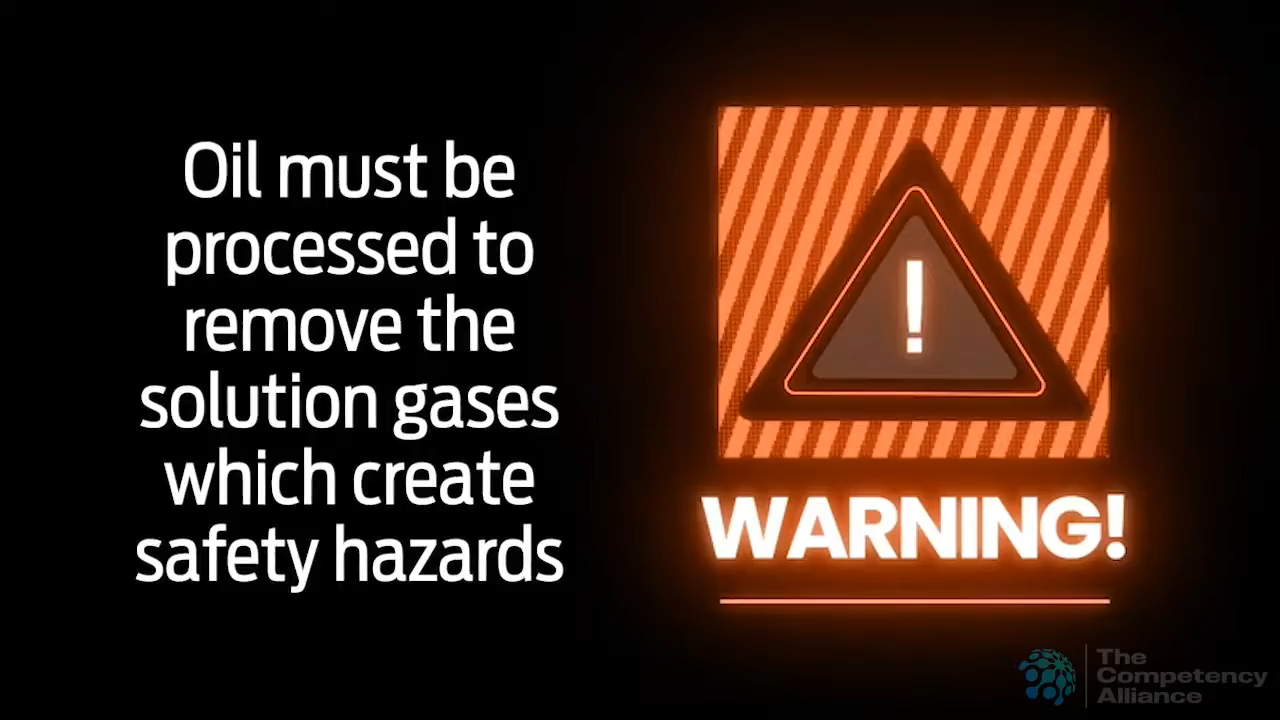 Oil must be
processed to
remove the
solution gases
which create
safety hazards
!
WARNING!
The
Competency
Alliance